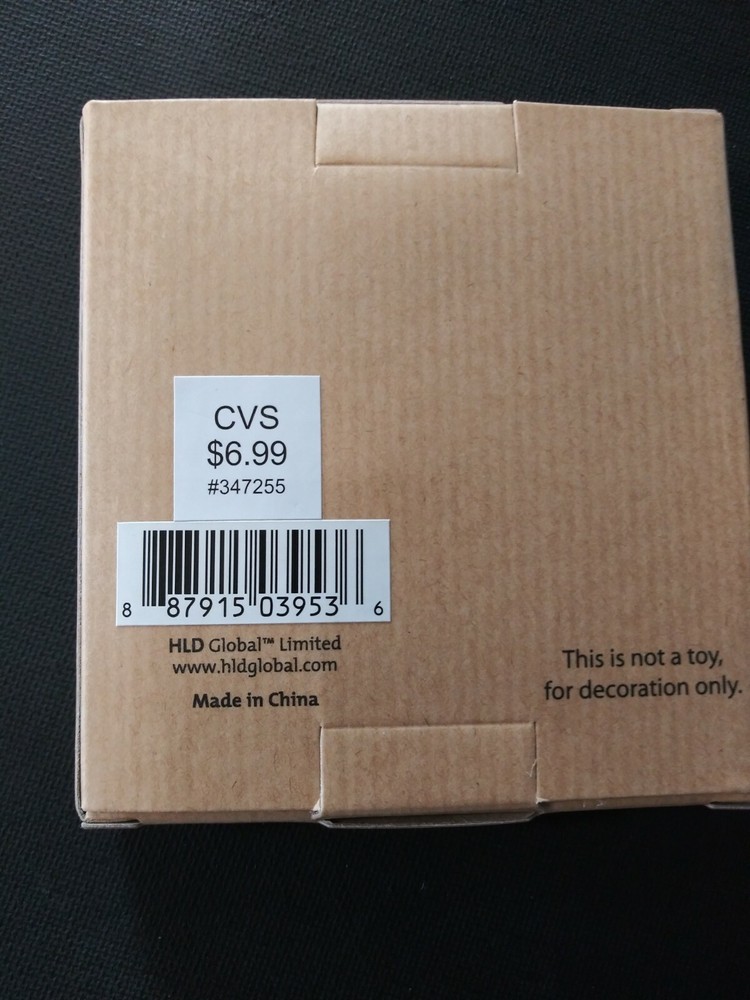 CVS
$6.99
#347255
8 87915 03953 6
HLD Global™ Limited
www.hldglobal.com
Made in China
This is not a toy,
for decoration only.